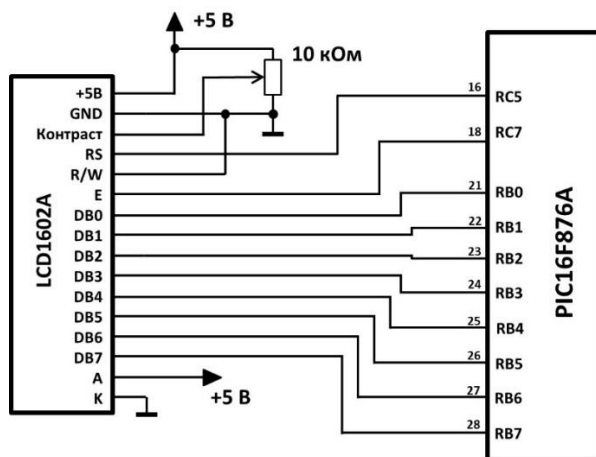 +5 В
10 кОм
LCD1602A
+5В
GND
Контраст
RS
R/W
E
DB0
DB1
DB2
DB3
DB4
DB5
DB6
DB7
A
K
+5 В
16
RC5
18
RC7
21
RB0
22
RB1
23
RB2
24
RB3
25
RB4
26
RB5
27
RB6
28
RB7
PIC16F876A